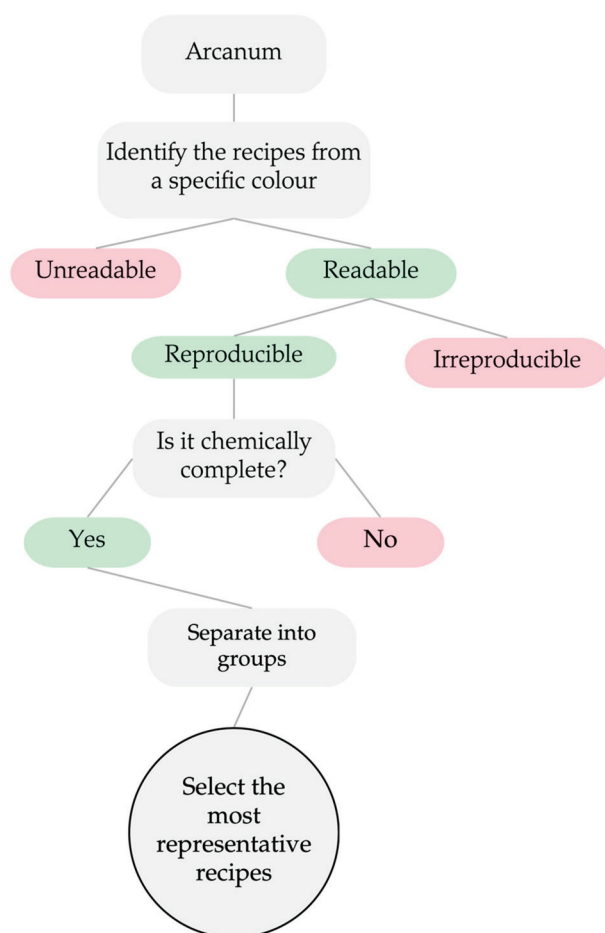 Arcanum
Identify the recipes from
a specific colour
Unreadable
Readable
Reproducible
Irreproducible
Is it chemically
complete?
Yes
No
Separate into
groups
Select the
most
representative
recipes